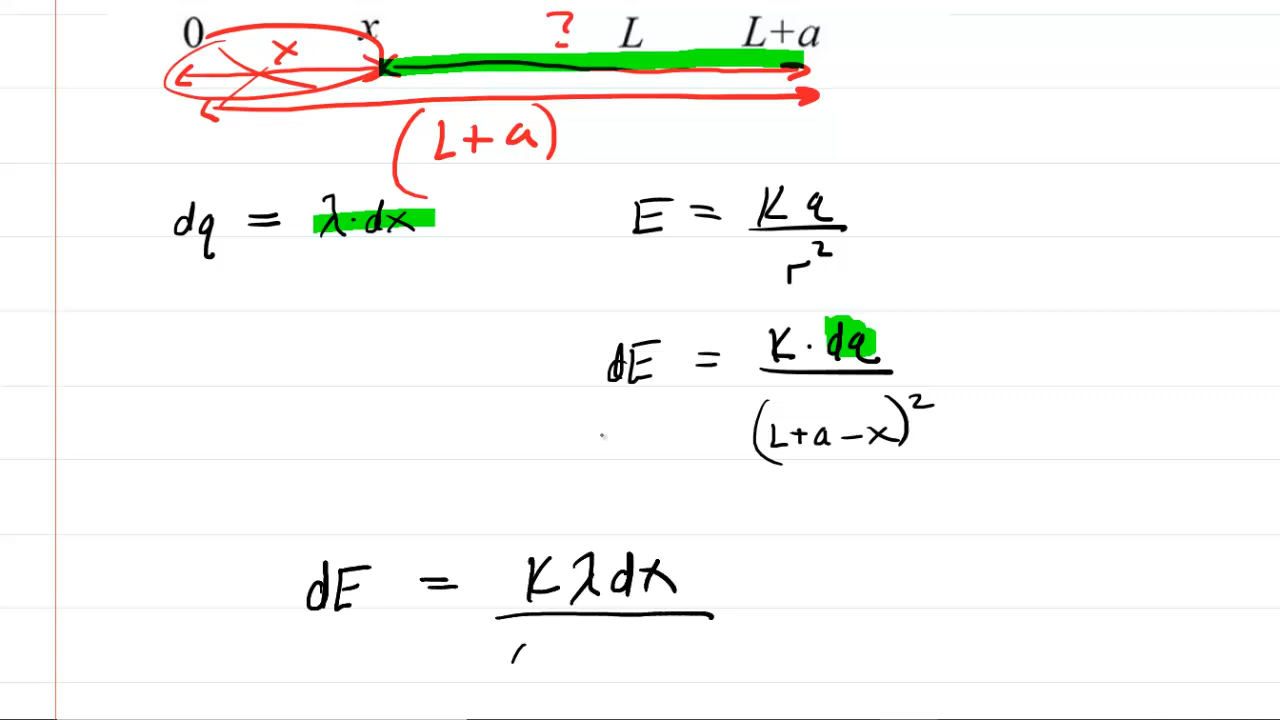 0 x ? L L+a
x
(L+a)
dq = λ·dx E = Kq/r²
dE = K·dq/(L+a-x)²
dE = Kλdx/(